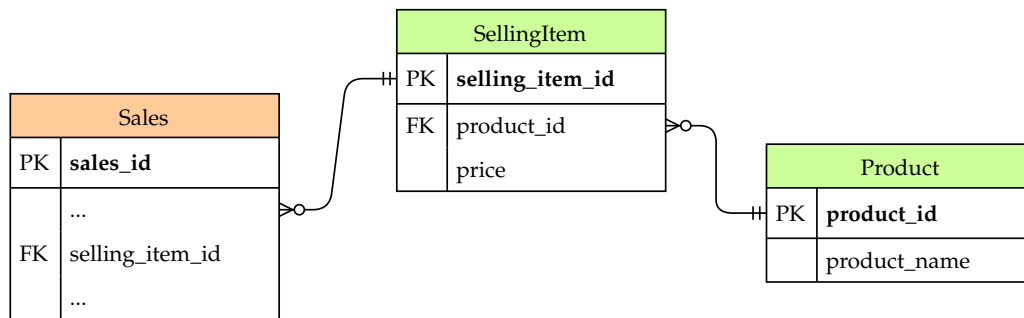 Sales
PK sales_id
...
FK selling_item_id
...
SellingItem
PK selling_item_id
FK product_id
price
Product
PK product_id
product_name